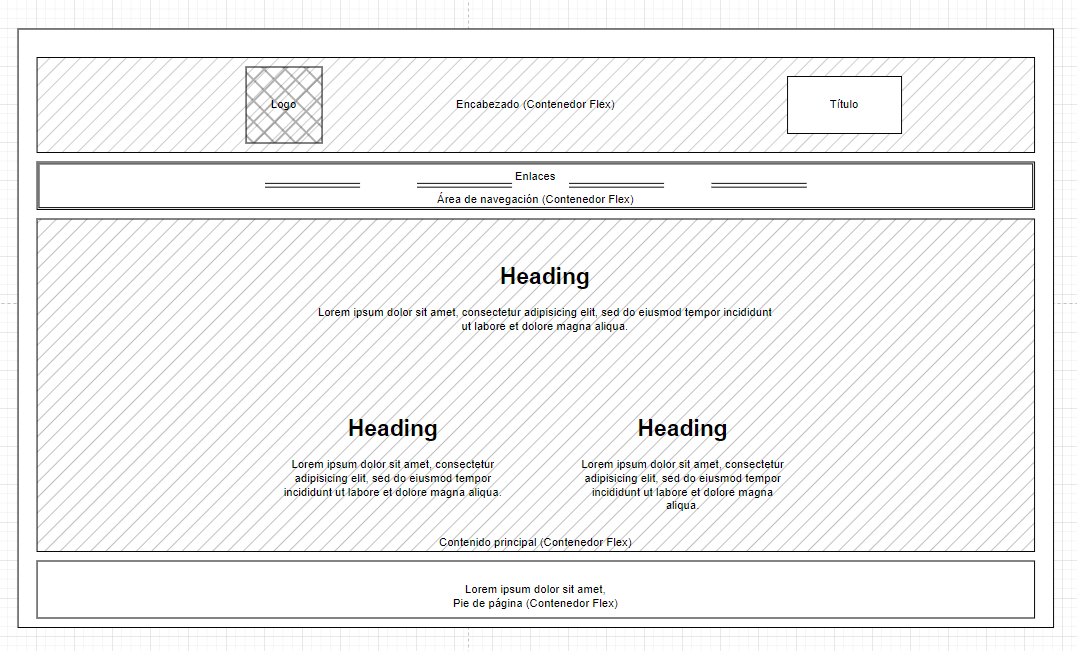 Logo
Encabezado (Contenedor Flex)
Título
Enlaces
Área de navegación (Contenedor Flex)
Heading
Lorem ipsum dolor sit amet, consectetur adipisicing elit, sed do eiusmod tempor incididunt
ut labore et dolore magna aliqua.
Heading
Lorem ipsum dolor sit amet, consectetur
adipisicing elit, sed do eiusmod tempor
incididunt ut labore et dolore magna aliqua.
Heading
Lorem ipsum dolor sit amet, consectetur
adipisicing elit, sed do eiusmod tempor
incididunt ut labore et dolore magna
aliqua.
Contenido principal (Contenedor Flex)
Lorem ipsum dolor sit amet,
Pie de página (Contenedor Flex)